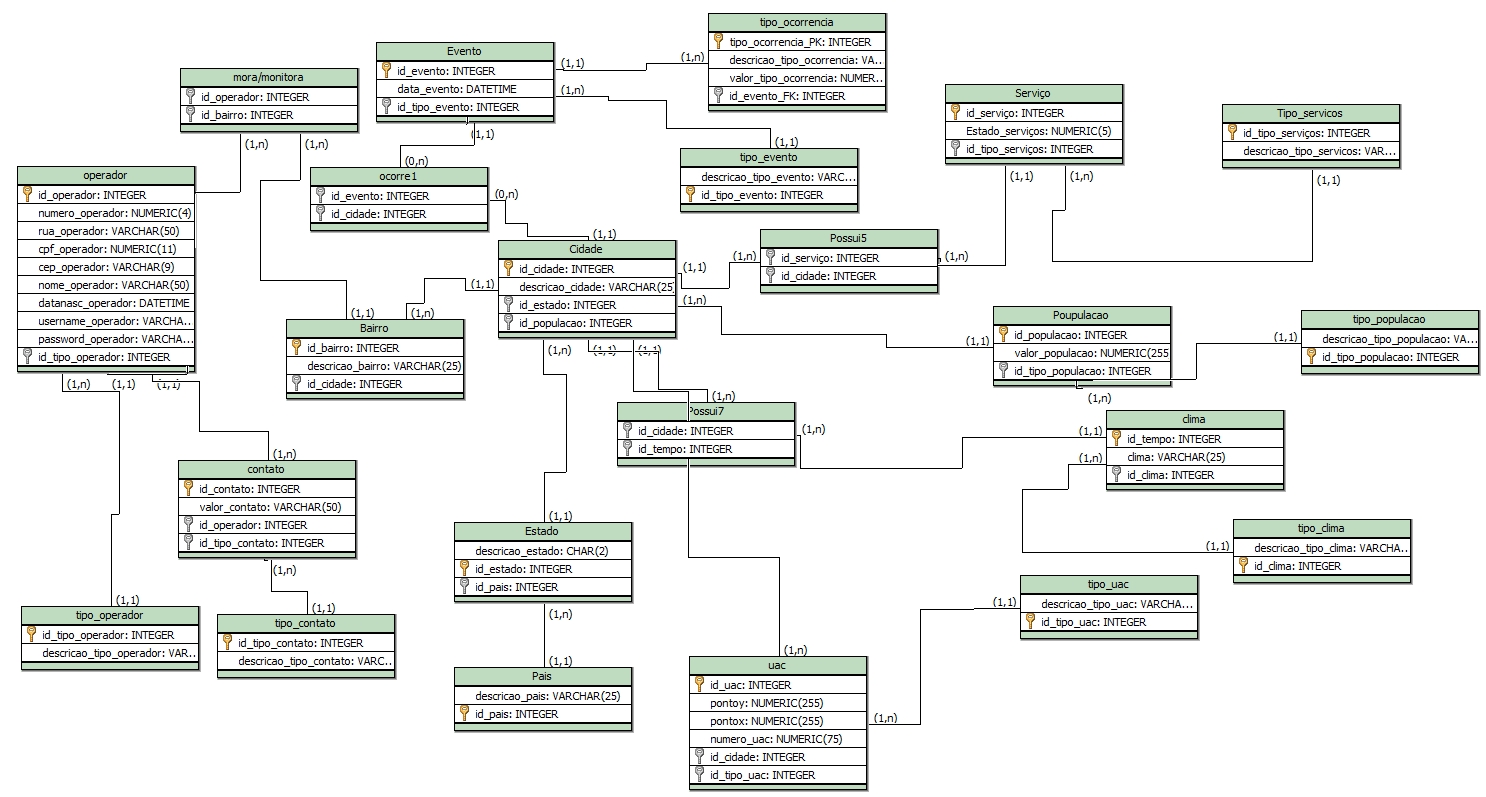 tipo_ocorrencia
tipo_ocorrencia_PK: INTEGER
descricao_tipo_ocorrencia: VA..
valor_tipo_ocorrencia: NUMER..
id_evento_FK: INTEGER
Evento
id_evento: INTEGER
data_evento: DATETIME
id_tipo_evento: INTEGER
(1,1)
(1,n)
(1,n)
(1,1)
mora/monitora
id_operador: INTEGER
id_bairro: INTEGER
(1,n)
(1,n)
Serviço
id_serviço: INTEGER
Estado_serviços: NUMERIC(5)
id_tipo_serviços: INTEGER
(1,1)
(1,n)
Tipo_servicos
id_tipo_serviços: INTEGER
descricao_tipo_servicos: VAR...
(1,1)
(1,1)
tipo_evento
descricao_tipo_evento: VARC...
id_tipo_evento: INTEGER
operador
id_operador: INTEGER
numero_operador: NUMERIC(4)
rua_operador: VARCHAR(50)
cpf_operador: NUMERIC(11)
cep_operador: VARCHAR(9)
nome_operador: VARCHAR(50)
datanasc_operador: DATETIME
username_operador: VARCHA...
password_operador: VARCHA...
id_tipo_operador: INTEGER
(1,n)
(1,1)
(1,1)
(0,n)
ocorre1
id_evento: INTEGER
id_cidade: INTEGER
(0,n)
(1,1)
Cidade
id_cidade: INTEGER
descricao_cidade: VARCHAR(25)
id_estado: INTEGER
id_populacao: INTEGER
(1,1)
(1,1)
(1,n)
(1,n)
(1,1)
(1,1)
(1,n)
Possui5
id_serviço: INTEGER
id_cidade: INTEGER
(1,n)
(1,1)
(1,n)
Bairro
id_bairro: INTEGER
descricao_bairro: VARCHAR(25)
id_cidade: INTEGER
(1,1)
Poupulacao
id_populacao: INTEGER
valor_populacao: NUMERIC(255
id_tipo_populacao: INTEGER
(1,n)
(1,1)
tipo_populacao
descricao_tipo_populacao: VA...
id_tipo_populacao: INTEGER
(1,n)
Possui7
id_cidade: INTEGER
id_tempo: INTEGER
(1,n)
(1,1)
(1,n)
clima
id_tempo: INTEGER
clima: VARCHAR(25)
id_clima: INTEGER
(1,n)
contato
id_contato: INTEGER
valor_contato: VARCHAR(50)
id_operador: INTEGER
id_tipo_contato: INTEGER
(1,n)
(1,1)
Estado
descricao_estado: CHAR(2)
id_estado: INTEGER
id_pais: INTEGER
(1,n)
(1,1)
tipo_clima
descricao_tipo_clima: VARCHA..
id_clima: INTEGER
(1,1)
tipo_uac
descricao_tipo_uac: VARCHA...
id_tipo_uac: INTEGER
(1,1)
tipo_operador
id_tipo_operador: INTEGER
descricao_tipo_operador: VAR..
(1,1)
tipo_contato
id_tipo_contato: INTEGER
descricao_tipo_contato: VARC..
(1,1)
Pais
descricao_pais: VARCHAR(25)
id_pais: INTEGER
(1,n)
uac
id_uac: INTEGER
pontoy: NUMERIC(255)
pontox: NUMERIC(255)
numero_uac: NUMERIC(75)
id_cidade: INTEGER
id_tipo_uac: INTEGER
(1,n)